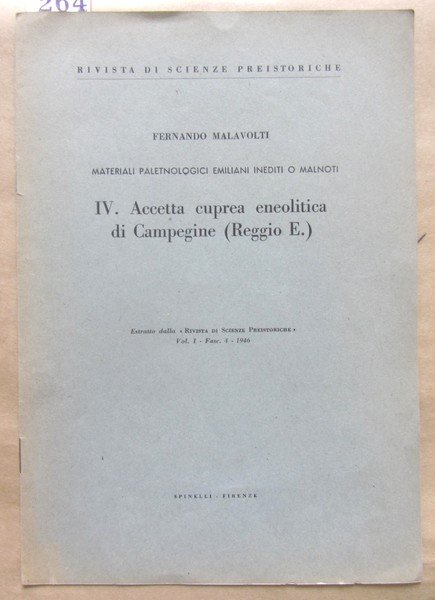 264
RIVISTA DI SCIENZE PREISTORICHE
FERNANDO MALAVOLTI
MATERIALI PALETNOLOGICI EMILIANI INEDITI O MALNOTI
IV. Accetta cuprea eneolitica
di Campegine (Reggio E.)
Estratto dalla « RIVISTA DI SCIENZE PREISTORICHE »
Vol. 1 - Fasc. 4 - 1946
SPINELLI - FIRENZE